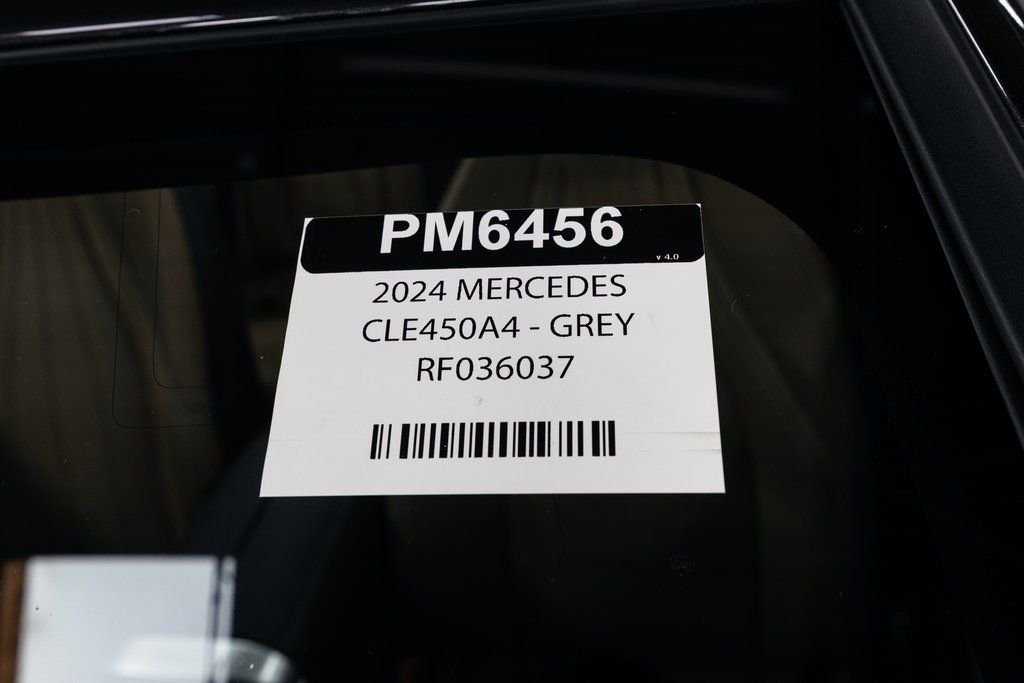 PM6456
v 4.0
2024 MERCEDES
CLE450A4 - GREY
RF036037